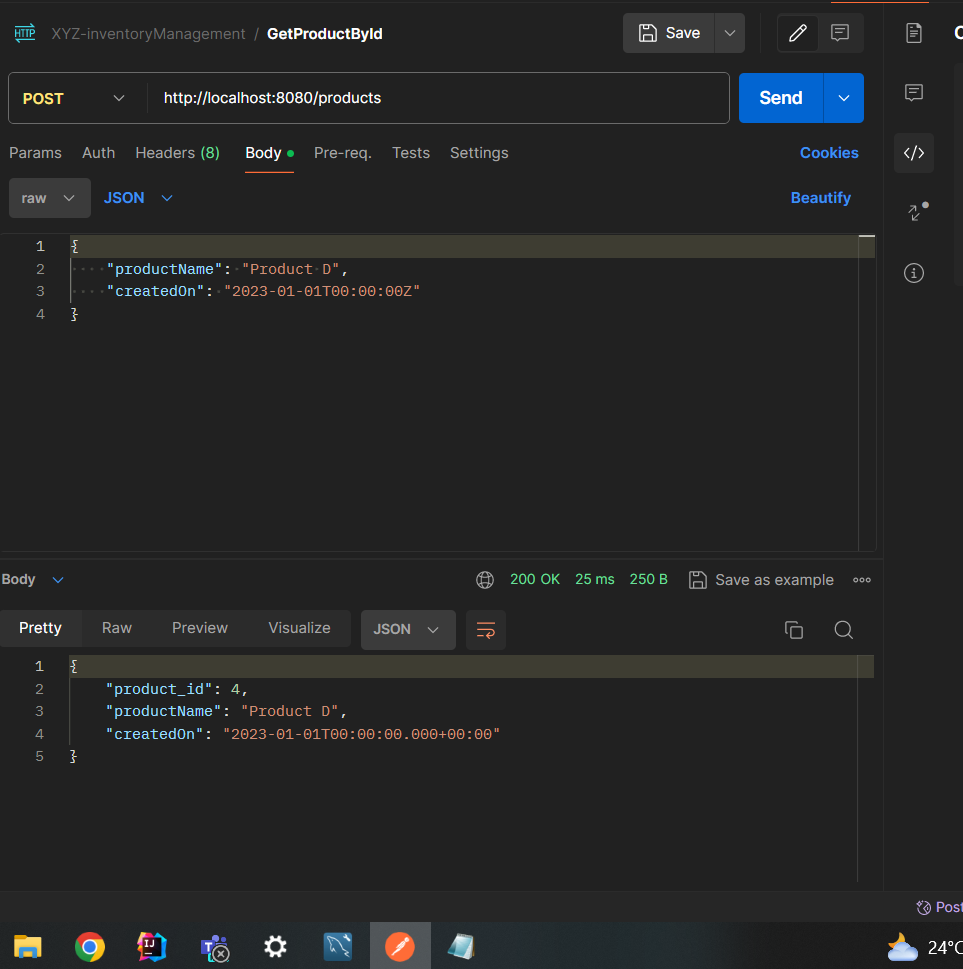 HTTP XYZ-inventoryManagement / GetProductById Save
POST http://localhost:8080/products Send
Params Auth Headers (8) Body Pre-req. Tests Settings Cookies
raw JSON Beautify
1 {
2 "productName": "Product D",
3 "createdOn": "2023-01-01T00:00:00Z"
4 }
Body 200 OK 25 ms 250 B Save as example
Pretty Raw Preview Visualize JSON
1 {
2 "product_id": 4,
3 "productName": "Product D",
4 "createdOn": "2023-01-01T00:00:00.000+00:00"
5 }
Post
24°C